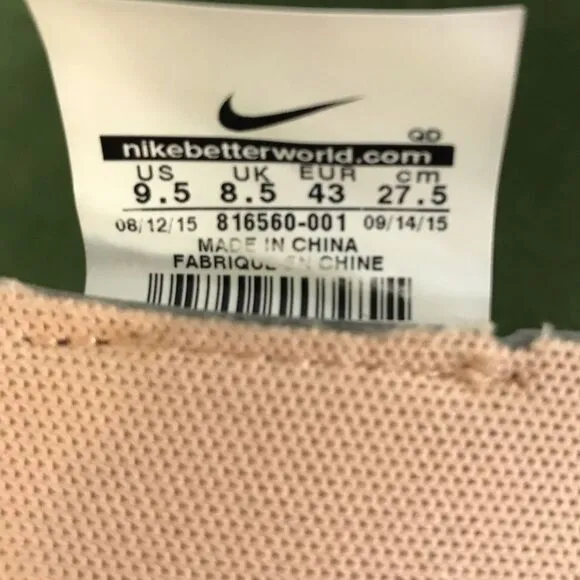 QD
nikebetterworld.com
US UK EUR cm
9.5 8.5 43 27.5
08/12/15 816560-001 09/14/15
MADE IN CHINA
FABRIQUE EN CHINE